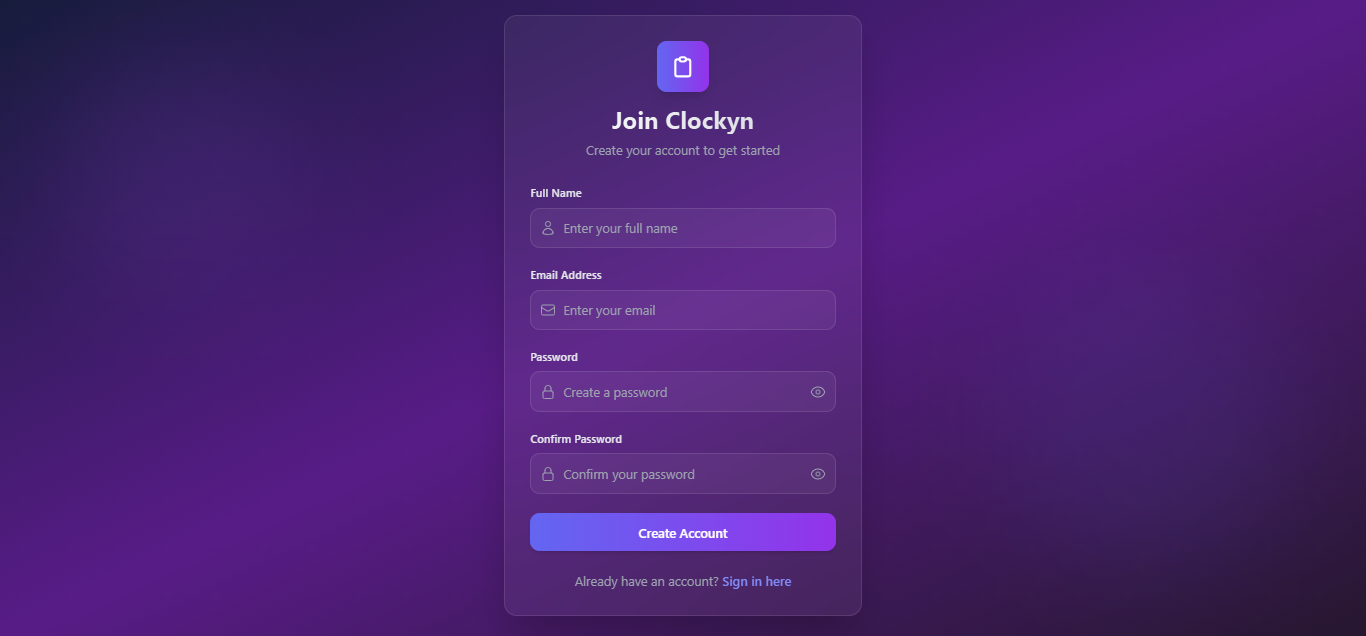 Join Clockyn
Create your account to get started
Full Name
Enter your full name
Email Address
Enter your email
Password
Create a password
Confirm Password
Confirm your password
Create Account
Already have an account? Sign in here